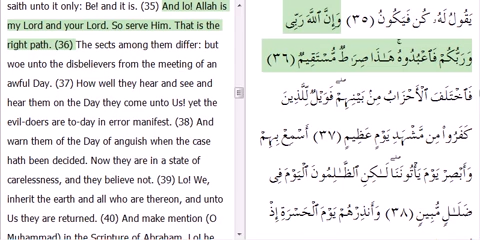 saith unto it only: Be! and it is. (35) And lo! Allah is
my Lord and your Lord. So serve Him. That is the
right path. (36) The sects among them differ: but
woe unto the disbelievers from the meeting of an
awful Day. (37) How well they hear and see and
hear them on the Day they come unto Us! yet the
evil-doers are to-day in error manifest. (38) And
warn them of the Day of anguish when the case
hath been decided. Now they are in a state of
carelessness, and they believe not. (39) Lo! We,
inherit the earth and all who are thereon, and unto
Us they are returned. (40) And make mention (O
Muhammad) in the Scripture of Abraham. Lo! he
يَقُولُ لَهُۥ كُن فَيَكُونُ ﴿٣٥﴾ وَإِنَّ ٱللَّهَ رَبِّى
وَرَبُّكُمْ فَٱعْبُدُوهُ ۚ هَـٰذَا صِرَٰطٌ مُّسْتَقِيمٌ ﴿٣٦﴾
فَٱخْتَلَفَ ٱلْأَحْزَابُ مِنۢ بَيْنِهِمْ ۖ فَوَيْلٌ لِّلَّذِينَ
كَفَرُوا۟ مِن مَّشْهَدِ يَوْمٍ عَظِيمٍ ﴿٣٧﴾ أَسْمِعْ بِهِمْ
وَأَبْصِرْ يَوْمَ يَأْتُونَنَا ۖ لَـٰكِنِ ٱلظَّـٰلِمُونَ ٱلْيَوْمَ فِى
ضَلَـٰلٍ مُّبِينٍ ﴿٣٨﴾ وَأَنذِرْهُمْ يَوْمَ ٱلْحَسْرَةِ إِذْ